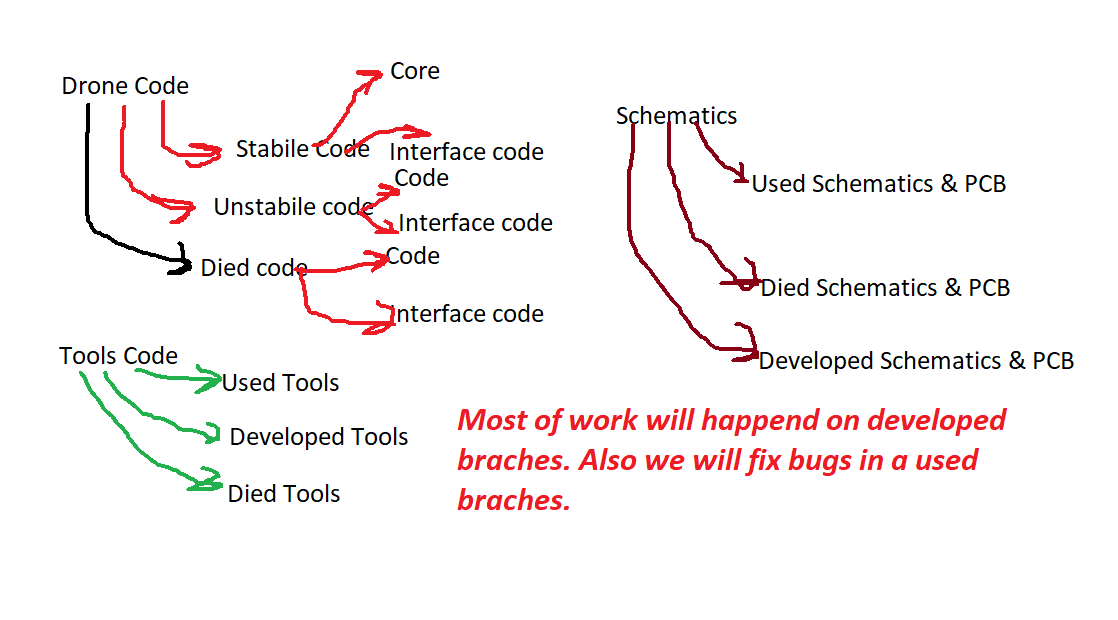 Drone Code
Core
Stabile Code
Interface code
Code
Unstabile code
Interface code
Died code
Code
Interface code
Tools Code
Used Tools
Developed Tools
Died Tools
Schematics
Used Schematics & PCB
Died Schematics & PCB
Developed Schematics & PCB
Most of work will happend on developed
braches. Also we will fix bugs in a used
braches.